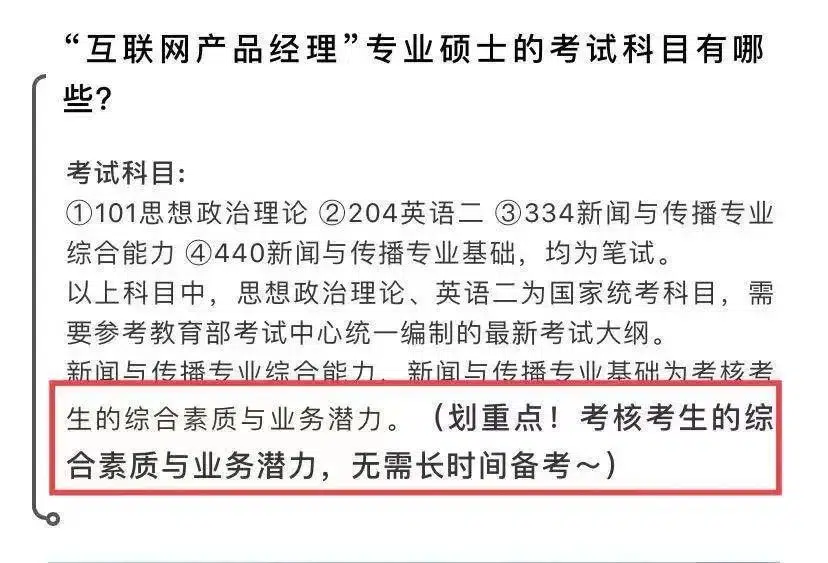 “互联网产品经理”专业硕士的考试科目有哪
些?
考试科目:
①101思想政治理论 ②204英语二 ③334新闻与传播专业
综合能力 ④440新闻与传播专业基础，均为笔试。
以上科目中，思想政治理论、英语二为国家统考科目，需
要参考教育部考试中心统一编制的最新考试大纲。
新闻与传播专业综合能力、新闻与传播专业基础为考核考
生的综合素质与业务潜力。（划重点！考核考生的综
合素质与业务潜力，无需长时间备考～）